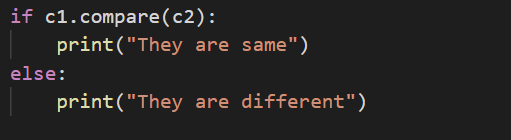 if c1.compare(c2):
    print("They are same")
else:
    print("They are different")